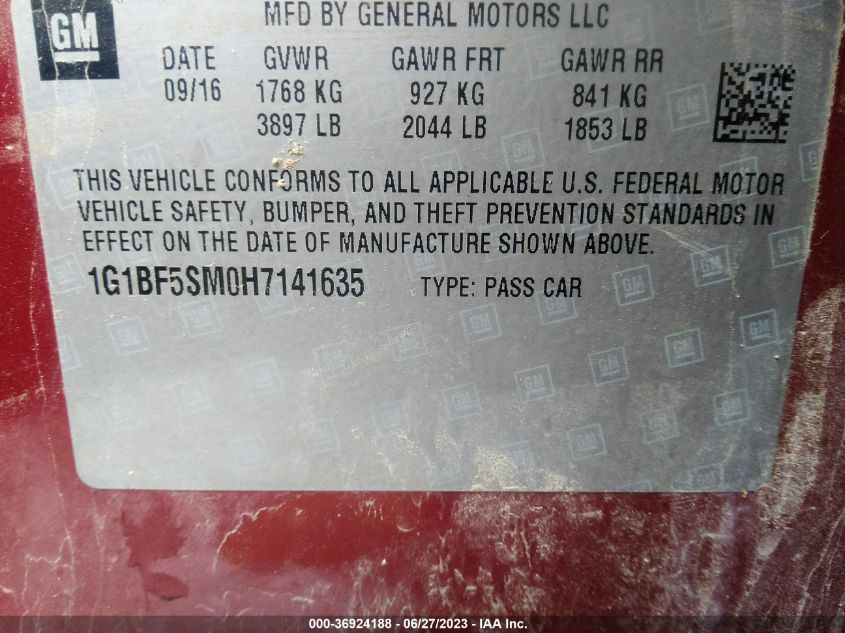 MFD BY GENERAL MOTORS LLC
GM
DATE GVWR GAWR FRT GAWR RR
09/16 1768 KG 927 KG 841 KG
3897 LB 2044 LB 1853 LB
THIS VEHICLE CONFORMS TO ALL APPLICABLE U.S. FEDERAL MOTOR
VEHICLE SAFETY, BUMPER, AND THEFT PREVENTION STANDARDS IN
EFFECT ON THE DATE OF MANUFACTURE SHOWN ABOVE.
1G1BF5SM0H7141635 TYPE: PASS CAR
000-36924188 - 06/27/2023 - IAA Inc.